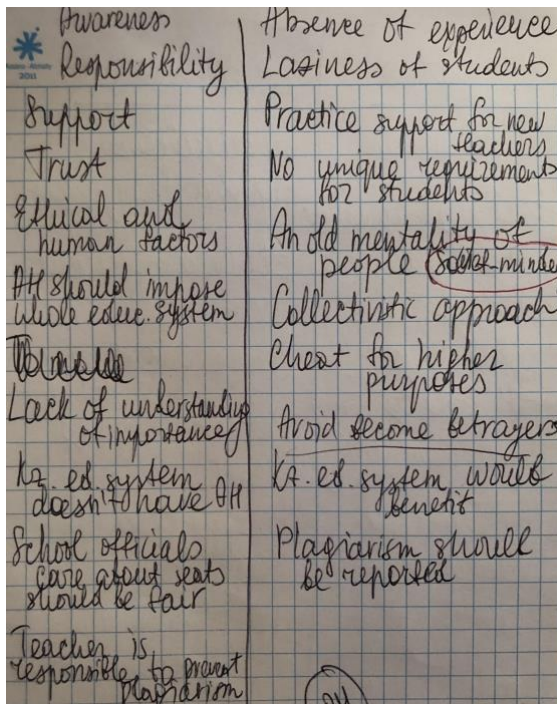 Awareness
Responsibility
Support
Trust
Ethical and
human factors
AH should impose
whole educ. system
Lack of understanding
of importance
Kz. ed. system
doesn't have AH
School officials
care about seats
should be fair
Teacher is
responsible to prevent
plagiarism
2011
Absence of experience
Lasiness of students
Practice support for new
teachers
No unique requirements
for students
An old mentality of
people
Collectivistic approach
Cheat for higher
purposes
Avoid become betrayers
Kz. ed. system would
benefit
Plagiarism should
be reported